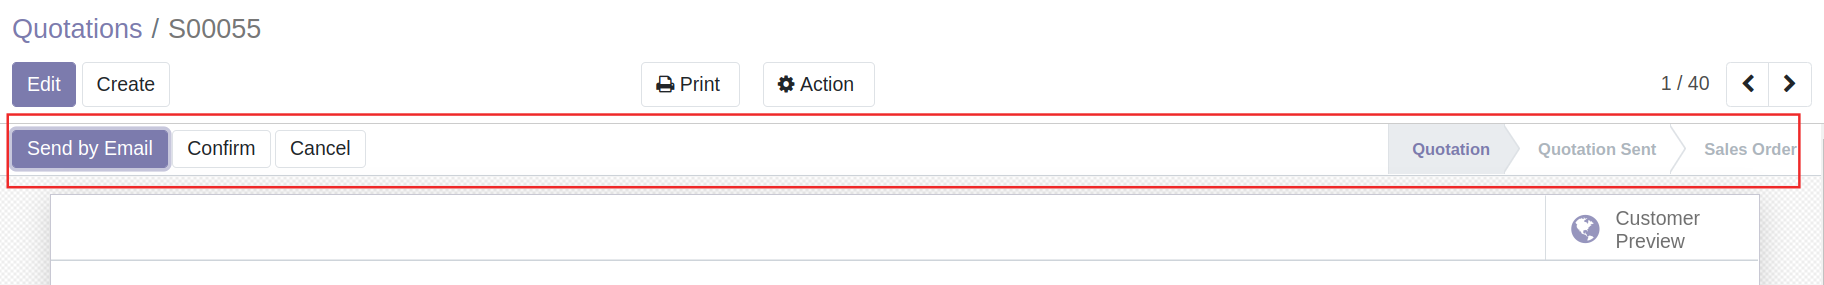 Quotations / S00055
Edit Create Print Action 1 / 40
Send by Email Confirm Cancel Quotation Quotation Sent Sales Order
Customer
Preview